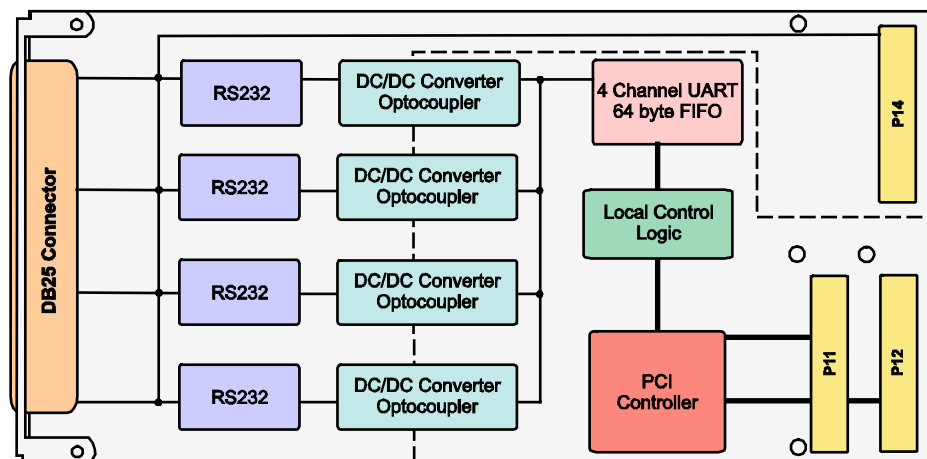 DB25 Connector
RS232
DC/DC Converter
Optocoupler
4 Channel UART
64 byte FIFO
P14
RS232
DC/DC Converter
Optocoupler
Local Control
Logic
RS232
DC/DC Converter
Optocoupler
RS232
DC/DC Converter
Optocoupler
PCI
Controller
P11
P12